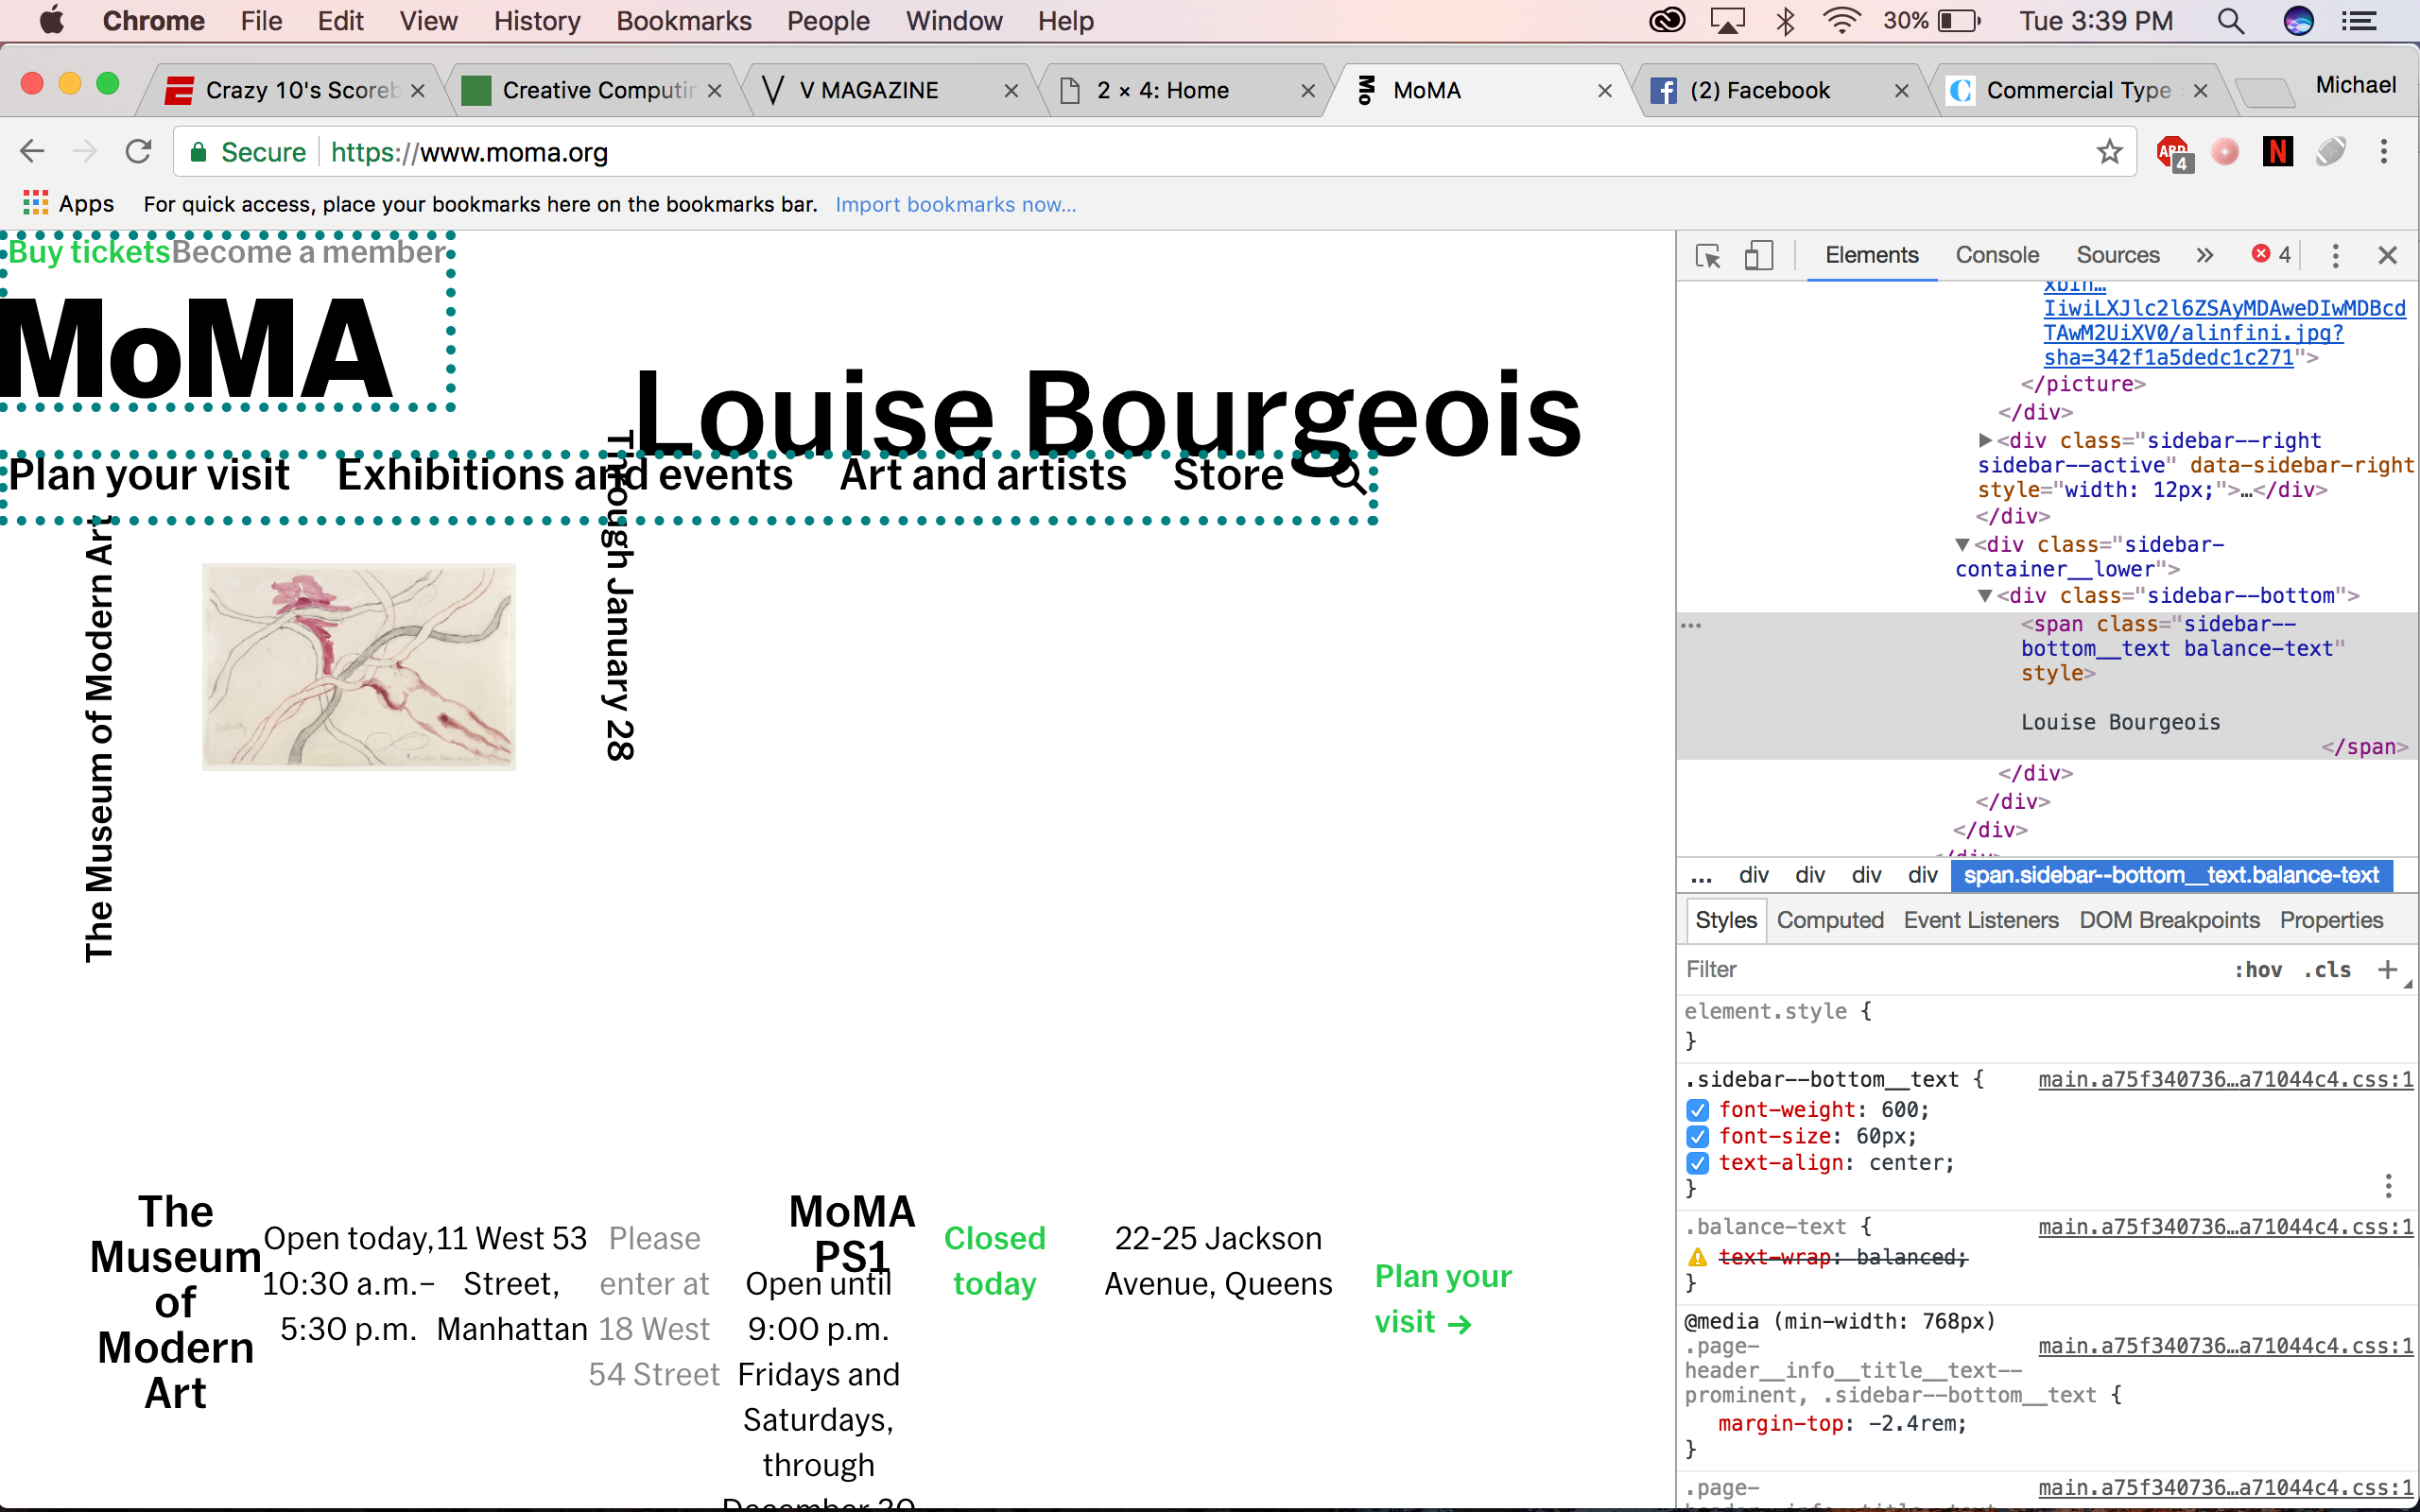 Chrome File Edit View History Bookmarks People Window Help 30% Tue 3:39 PM
Crazy 10's Scoreb Creative Computin V MAGAZINE 2 × 4: Home MoMA (2) Facebook Commercial Type Michael
Secure https://www.moma.org
ABP 4 N
Apps For quick access, place your bookmarks here on the bookmarks bar. Import bookmarks now...
Buy tickets Become a member
MoMA
Louise Bourgeois
Plan your visit Exhibitions and events Art and artists Store
The Museum of Modern Art
Through January 28
The Museum of Modern Art
Open today, 10:30 a.m.– 5:30 p.m.
11 West 53 Street, Manhattan
Please enter at 18 West 54 Street
MoMA PS1
Open until 9:00 p.m. Fridays and Saturdays, through December 30
Closed today
22-25 Jackson Avenue, Queens
Plan your visit →
Elements Console Sources » 4
xbin…
IiwiLXJlc2l6ZSAyMDAweDIwMDBcd
TAwM2UiXV0/alinfini.jpg?
sha=342f1a5dedc1c271">
</picture>
</div>
<div class="sidebar--right
sidebar--active" data-sidebar-right
style="width: 12px;">…</div>
</div>
<div class="sidebar-
container__lower">
<div class="sidebar--bottom">
<span class="sidebar--
bottom__text balance-text"
style>
Louise Bourgeois
</span>
</div>
</div>
</div>
</div>
... div div div div span.sidebar--bottom__text.balance-text
Styles Computed Event Listeners DOM Breakpoints Properties
Filter :hov .cls +
element.style {
}
.sidebar--bottom__text { main.a75f340736…a71044c4.css:1
font-weight: 600;
font-size: 60px;
text-align: center;
}
.balance-text { main.a75f340736…a71044c4.css:1
text-wrap: balanced;
}
@media (min-width: 768px)
.page- main.a75f340736…a71044c4.css:1
header__info__title__text--
prominent, .sidebar--bottom__text {
margin-top: -2.4rem;
}
.page- main.a75f340736…a71044c4.css:1